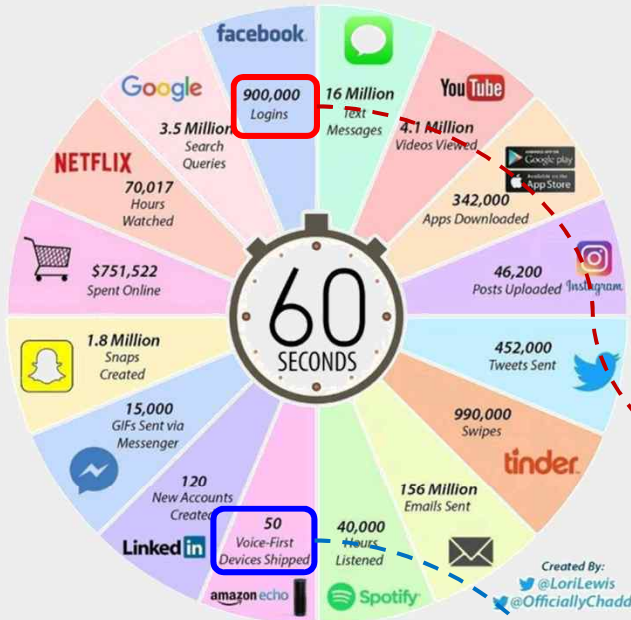 facebook
900,000
Logins
16 Million
Text
Messages
You Tube
4.1 Million
Videos Viewed
ANDROID APP ON
Google play
Available on the
App Store
342,000
Apps Downloaded
46,200
Posts Uploaded
Instagram
452,000
Tweets Sent
990,000
Swipes
tinder
156 Million
Emails Sent
40,000
Hours
Listened
Spotify
50
Voice-First
Devices Shipped
amazon echo
120
New Accounts
Created
Linked in
15,000
GIFs Sent via
Messenger
1.8 Million
Snaps
Created
$751,522
Spent Online
NETFLIX
70,017
Hours
Watched
Google
3.5 Million
Search
Queries
60
SECONDS
Created By:
@LoriLewis
@OfficiallyChadd